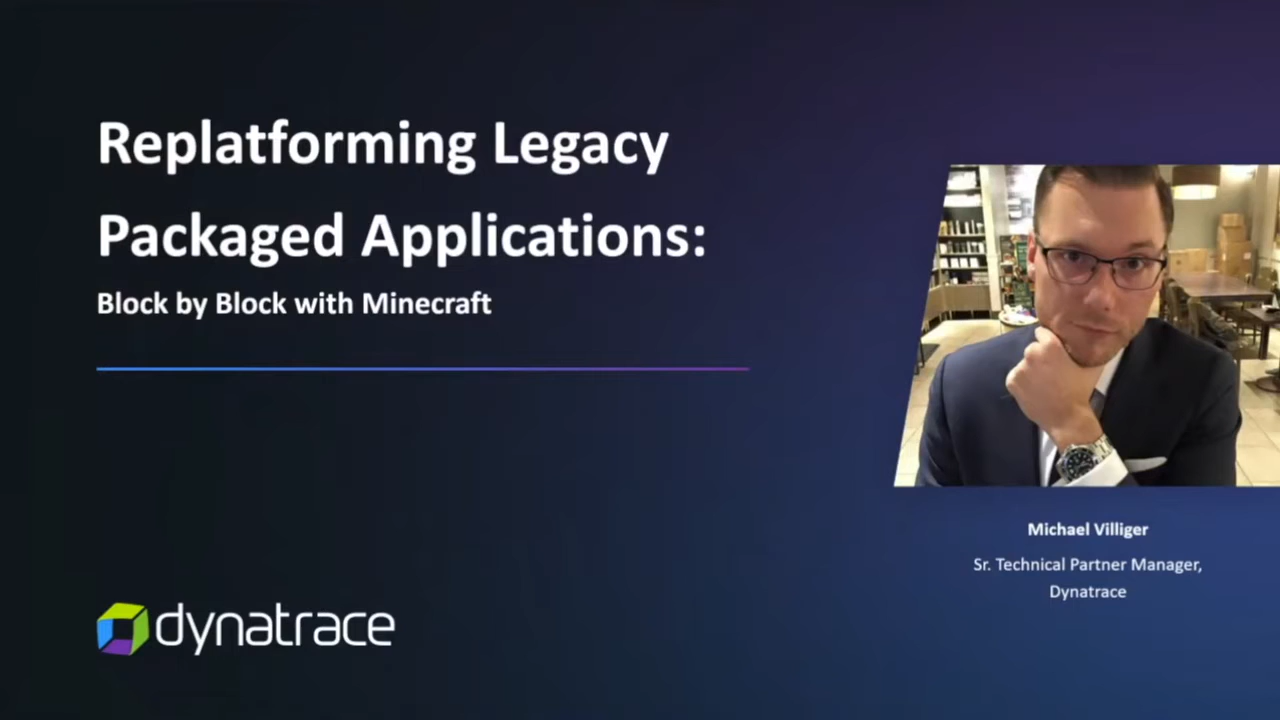 Replatforming Legacy
Packaged Applications:
Block by Block with Minecraft
Michael Villiger
Sr. Technical Partner Manager,
Dynatrace
dynatrace